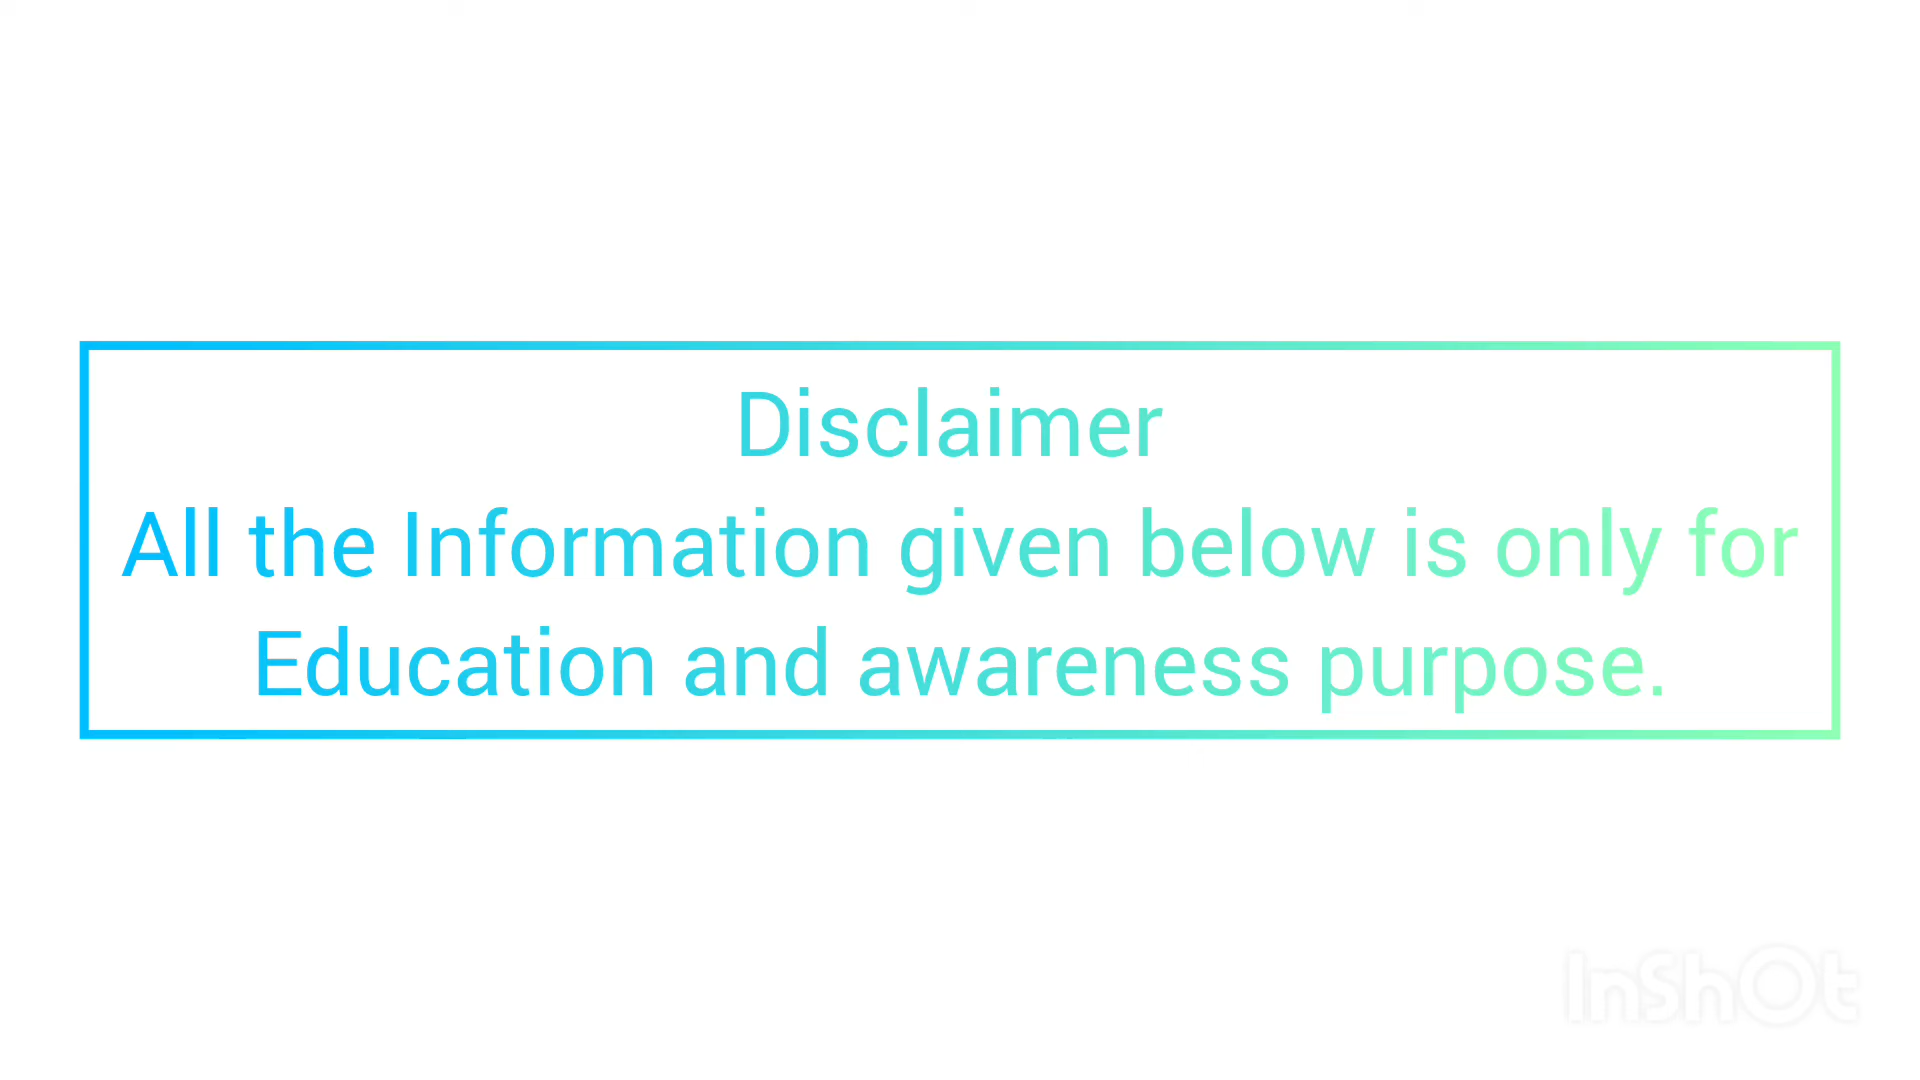 Disclaimer
All the Information given below is only for
Education and awareness purpose.
InShOt